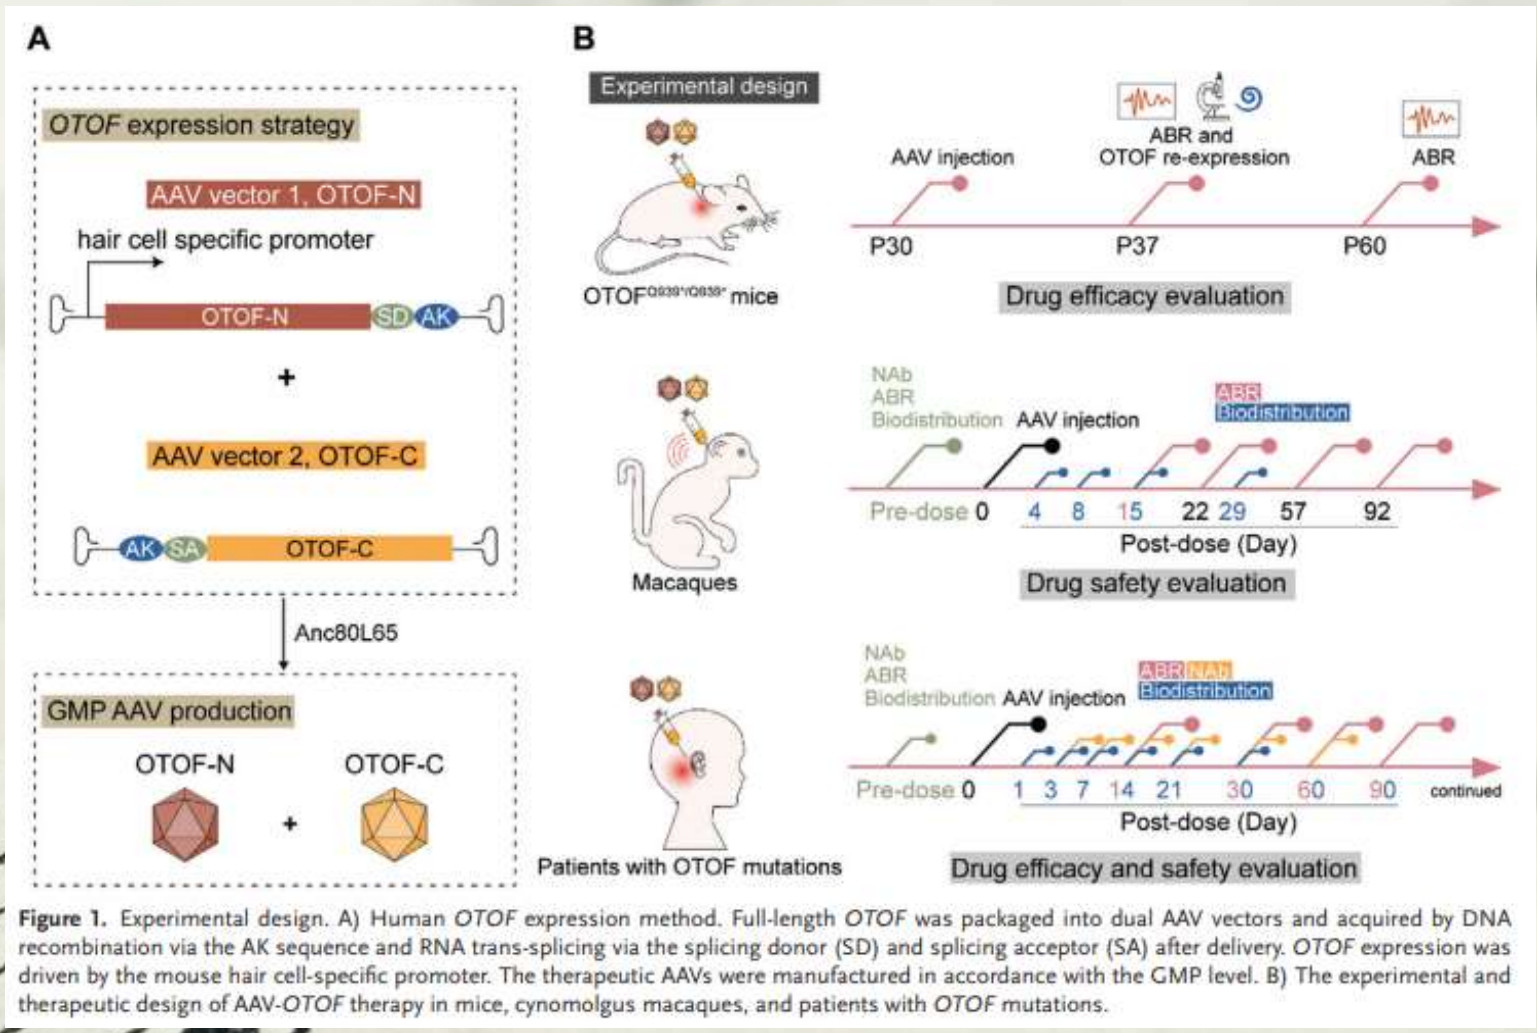 A
OTOF expression strategy
AAV vector 1, OTOF-N
hair cell specific promoter
OTOF-N SD AK
+
AAV vector 2, OTOF-C
AK SA OTOF-C
Anc80L65
GMP AAV production
OTOF-N OTOF-C
+
B
Experimental design
OTOFQ939*/Q939* mice
AAV injection
ABR and
OTOF re-expression
ABR
P30 P37 P60
Drug efficacy evaluation
Macaques
NAb
ABR
Biodistribution
AAV injection
ABR
Biodistribution
Pre-dose 0 4 8 15 22 29 57 92
Post-dose (Day)
Drug safety evaluation
Patients with OTOF mutations
NAb
ABR
Biodistribution
AAV injection
ABR NAb
Biodistribution
Pre-dose 0 1 3 7 14 21 30 60 90 continued
Post-dose (Day)
Drug efficacy and safety evaluation
Figure 1. Experimental design. A) Human OTOF expression method. Full-length OTOF was packaged into dual AAV vectors and acquired by DNA
recombination via the AK sequence and RNA trans-splicing via the splicing donor (SD) and splicing acceptor (SA) after delivery. OTOF expression was
driven by the mouse hair cell-specific promoter. The therapeutic AAVs were manufactured in accordance with the GMP level. B) The experimental and
therapeutic design of AAV-OTOF therapy in mice, cynomolgus macaques, and patients with OTOF mutations.